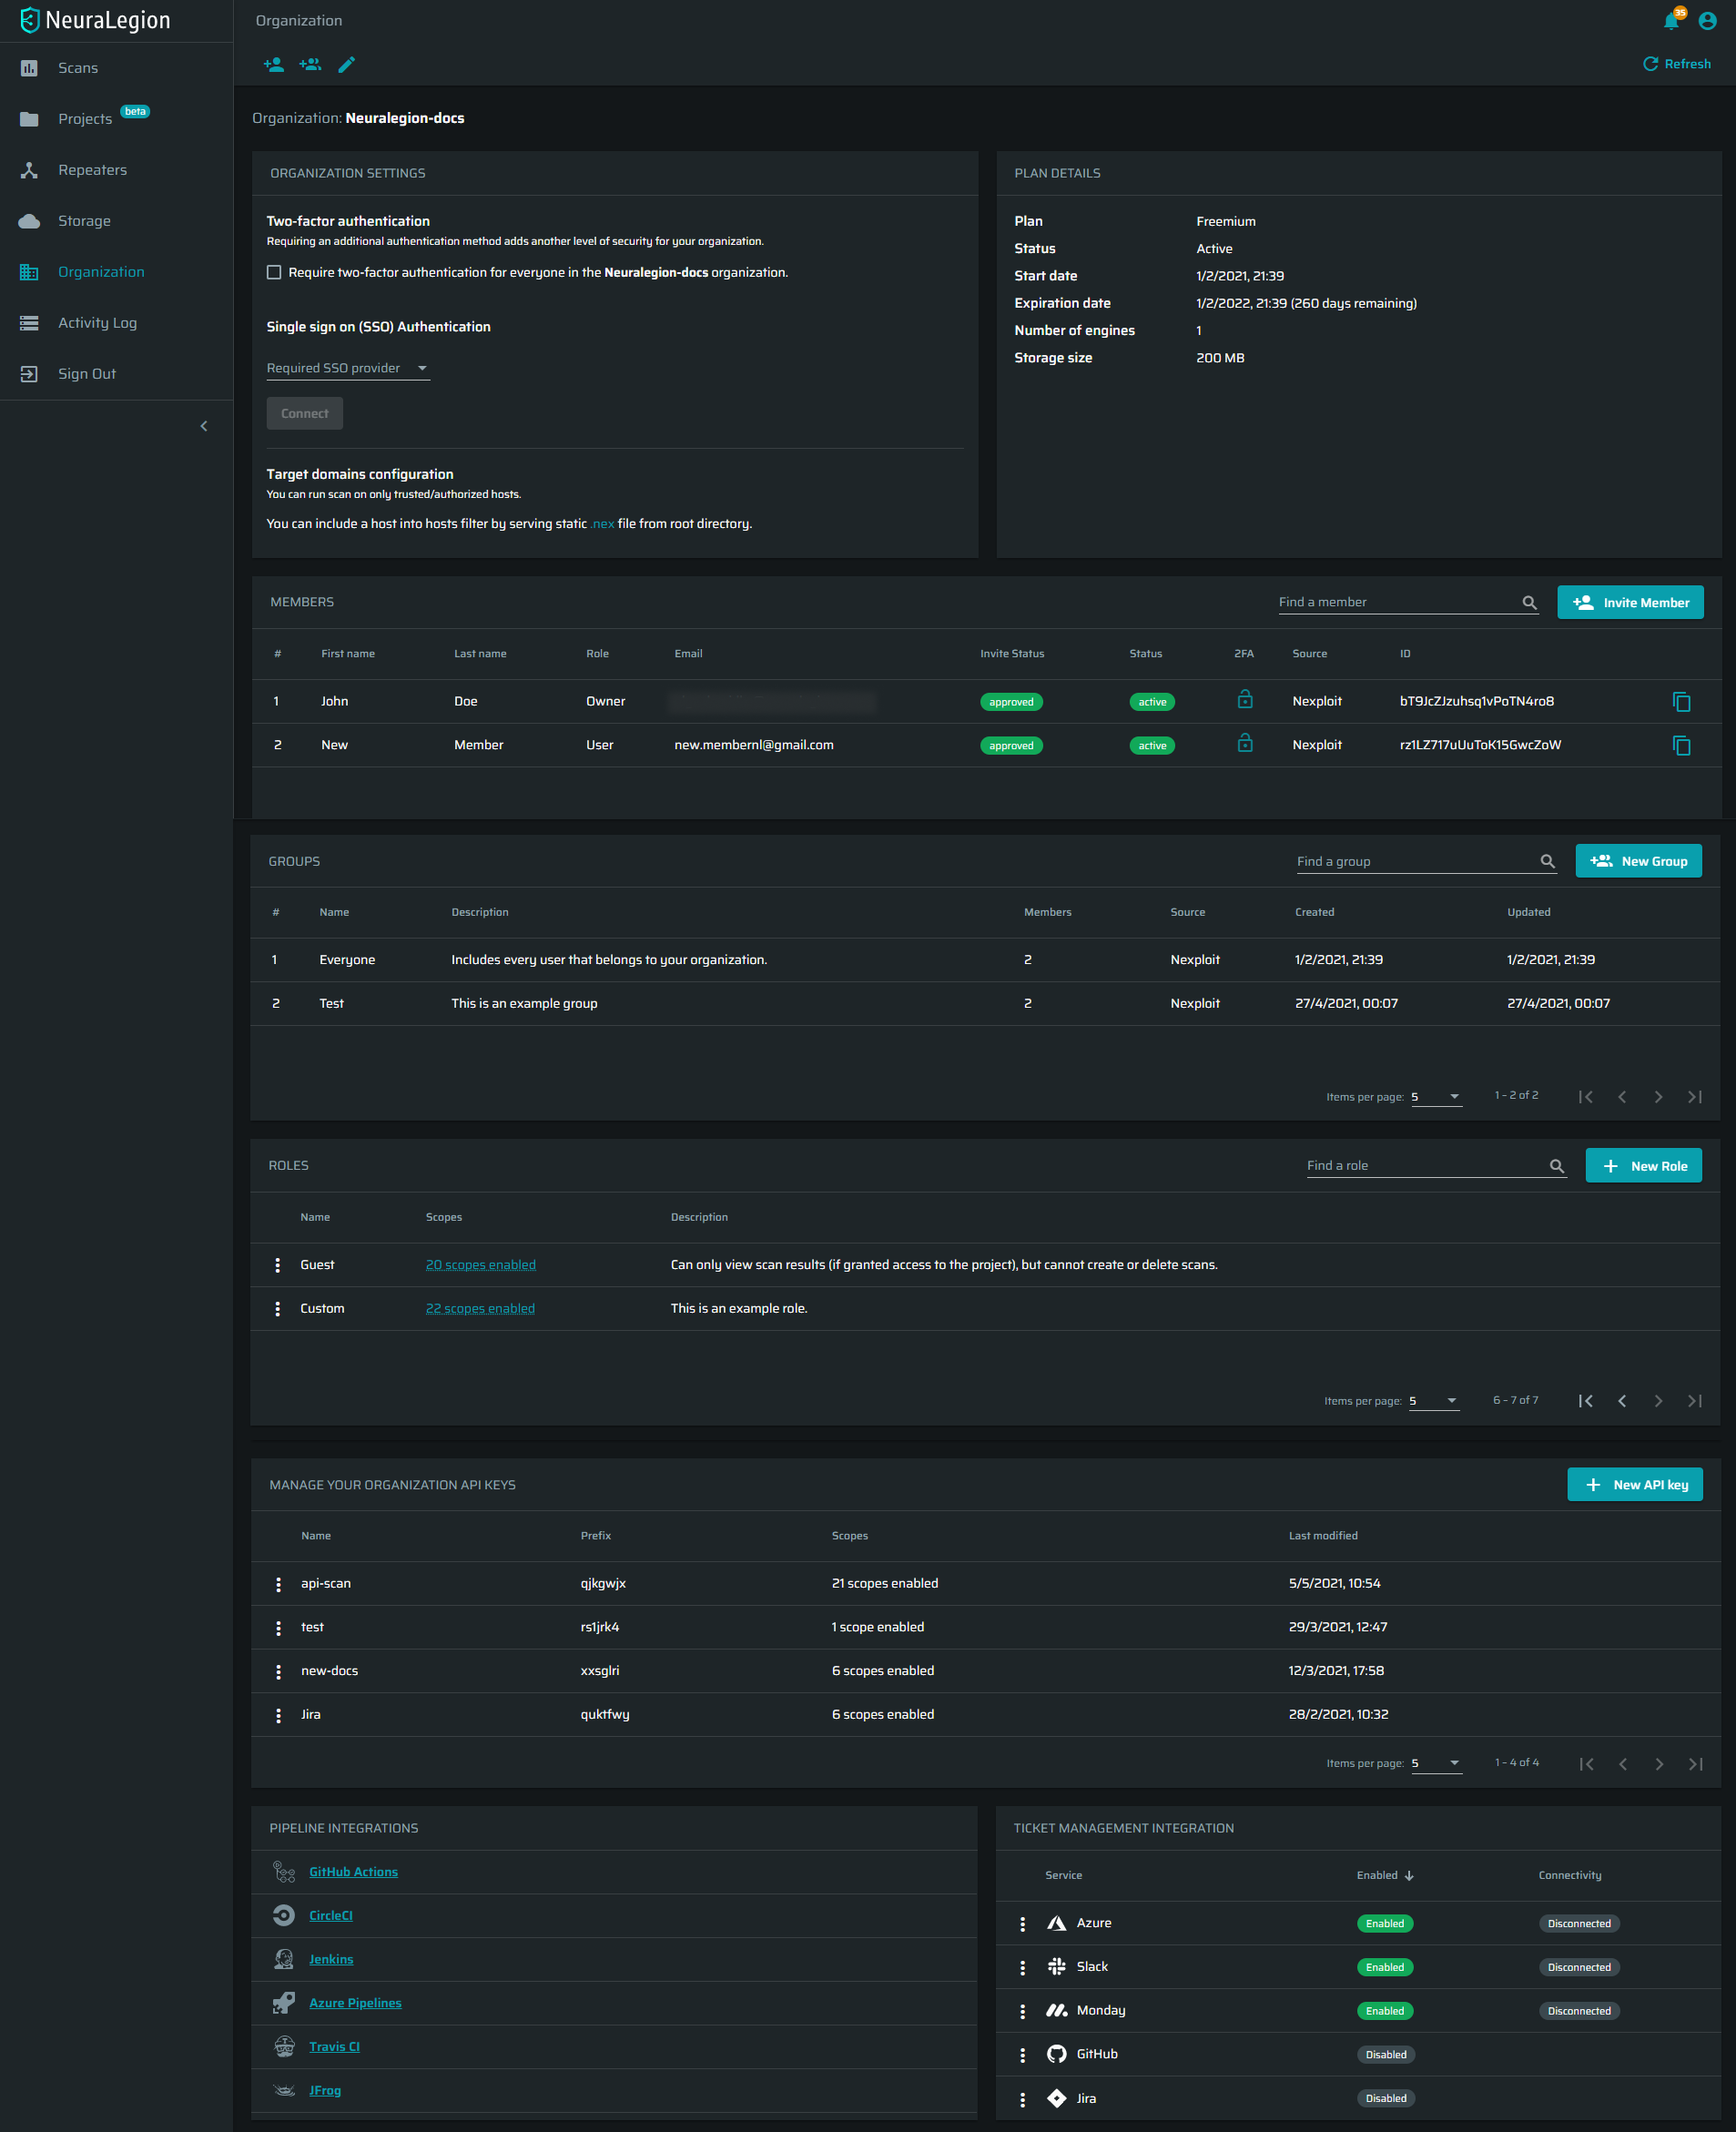 NeuraLegion
Organization
35
Scans
Projects beta
Repeaters
Storage
Organization
Activity Log
Sign Out
Refresh
Organization: Neuralegion-docs
ORGANIZATION SETTINGS
Two-factor authentication
Requiring an additional authentication method adds another level of security for your organization.
Require two-factor authentication for everyone in the Neuralegion-docs organization.
Single sign on (SSO) Authentication
Required SSO provider
Connect
Target domains configuration
You can run scan on only trusted/authorized hosts.
You can include a host into hosts filter by serving static .nex file from root directory.
PLAN DETAILS
Plan Freemium
Status Active
Start date 1/2/2021, 21:39
Expiration date 1/2/2022, 21:39 (260 days remaining)
Number of engines 1
Storage size 200 MB
MEMBERS Find a member Invite Member
# First name Last name Role Email Invite Status Status 2FA Source ID
1 John Doe Owner approved active Nexploit bT9JcZJzuhsq1vPoTN4ro8
2 New Member User new.membernl@gmail.com approved active Nexploit rz1LZ717uUuToK15GwcZoW
GROUPS Find a group New Group
# Name Description Members Source Created Updated
1 Everyone Includes every user that belongs to your organization. 2 Nexploit 1/2/2021, 21:39 1/2/2021, 21:39
2 Test This is an example group 2 Nexploit 27/4/2021, 00:07 27/4/2021, 00:07
Items per page: 5 1 – 2 of 2
ROLES Find a role New Role
Name Scopes Description
Guest 20 scopes enabled Can only view scan results (if granted access to the project), but cannot create or delete scans.
Custom 22 scopes enabled This is an example role.
Items per page: 5 6 – 7 of 7
MANAGE YOUR ORGANIZATION API KEYS New API key
Name Prefix Scopes Last modified
api-scan qjkgwjx 21 scopes enabled 5/5/2021, 10:54
test rs1jrk4 1 scope enabled 29/3/2021, 12:47
new-docs xxsglri 6 scopes enabled 12/3/2021, 17:58
Jira quktfwy 6 scopes enabled 28/2/2021, 10:32
Items per page: 5 1 – 4 of 4
PIPELINE INTEGRATIONS
GitHub Actions
CircleCI
Jenkins
Azure Pipelines
Travis CI
JFrog
TICKET MANAGEMENT INTEGRATION
Service Enabled Connectivity
Azure Enabled Disconnected
Slack Enabled Disconnected
Monday Enabled Disconnected
GitHub Disabled
Jira Disabled